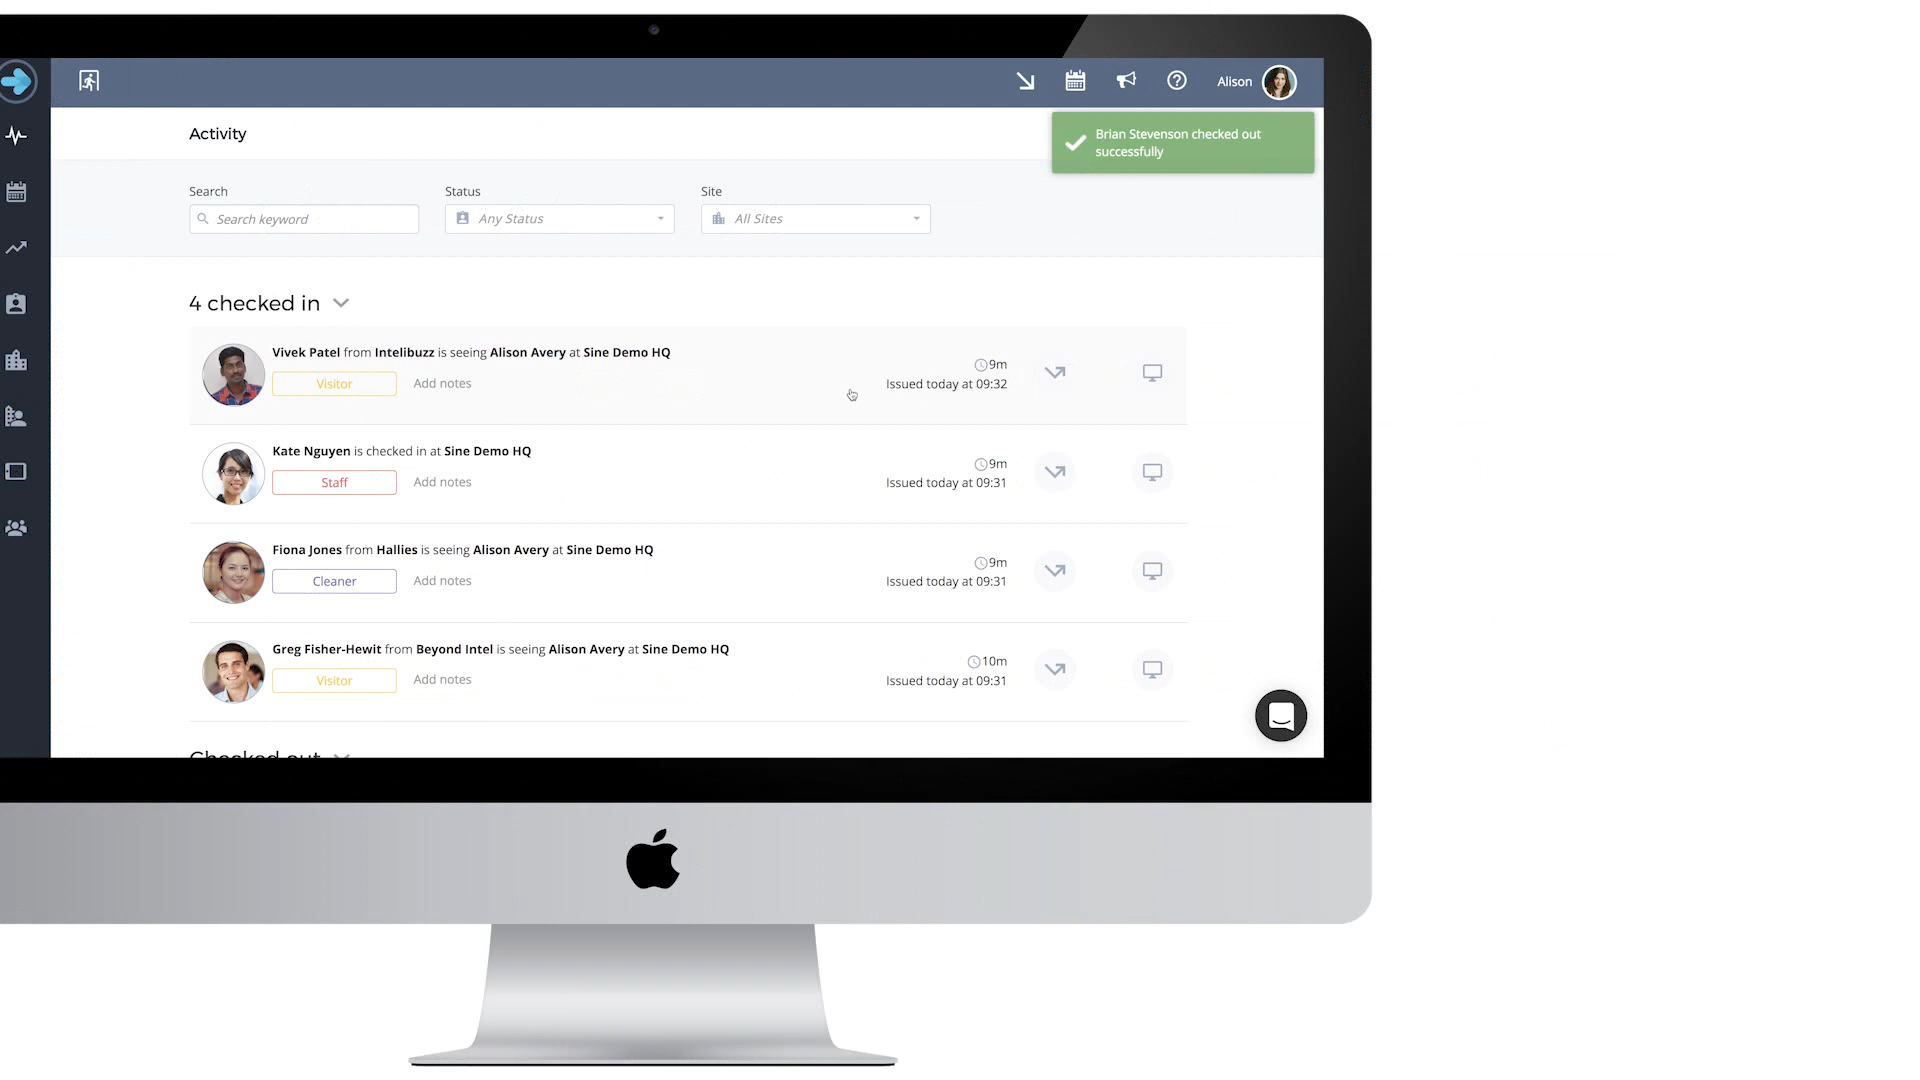 Alison
Activity
Brian Stevenson checked out
successfully
Search
Status
Site
Search keyword
Any Status
All Sites
4 checked in
Vivek Patel from Intelibuzz is seeing Alison Avery at Sine Demo HQ
9m
Visitor
Add notes
Issued today at 09:32
Kate Nguyen is checked in at Sine Demo HQ
9m
Staff
Add notes
Issued today at 09:31
Fiona Jones from Hallies is seeing Alison Avery at Sine Demo HQ
9m
Cleaner
Add notes
Issued today at 09:31
Greg Fisher-Hewit from Beyond Intel is seeing Alison Avery at Sine Demo HQ
10m
Visitor
Add notes
Issued today at 09:31
Checked out